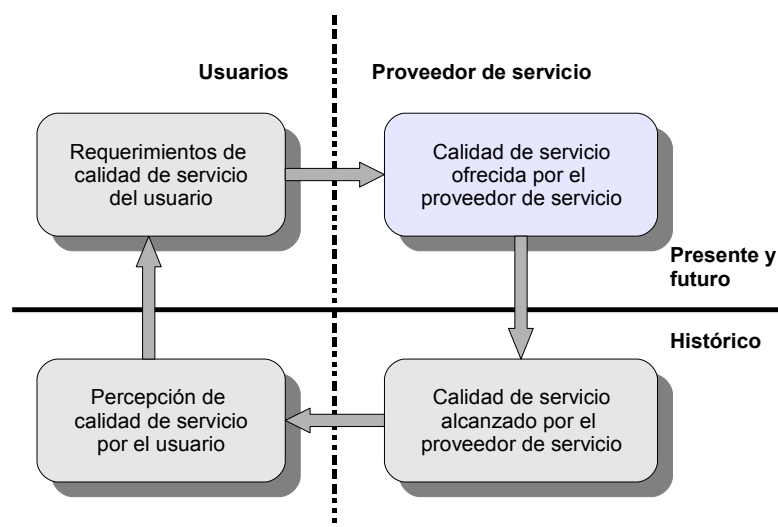 Usuarios
Proveedor de servicio
Requerimientos de
calidad de servicio
del usuario
Calidad de servicio
ofrecida por el
proveedor de servicio
Presente y
futuro
Histórico
Percepción de
calidad de servicio
por el usuario
Calidad de servicio
alcanzado por el
proveedor de servicio